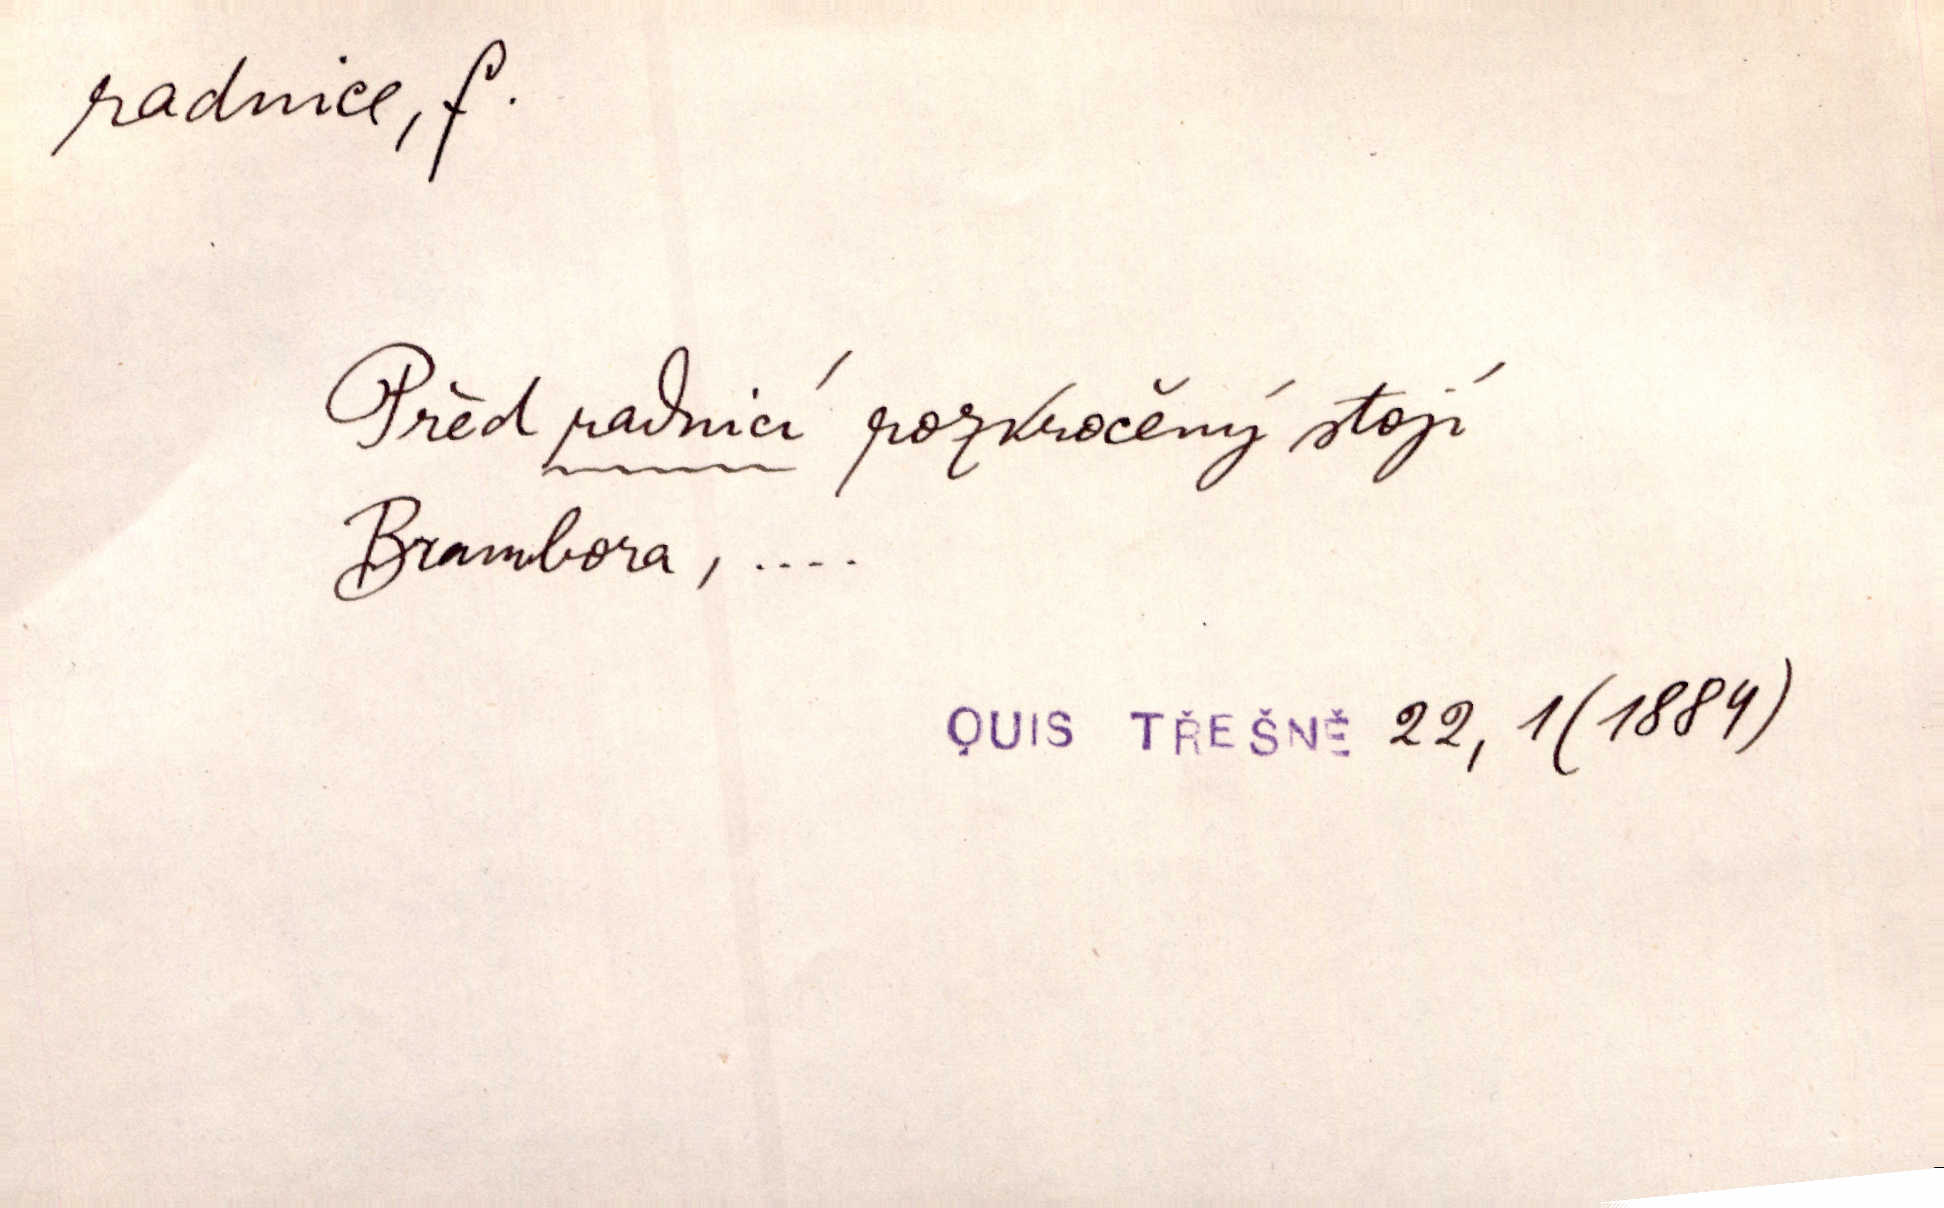 radnice, f.
Před radnicí rozkročený stojí
Brambora, ....
QUIS TŘEŠNĚ 22, 1 (1884)